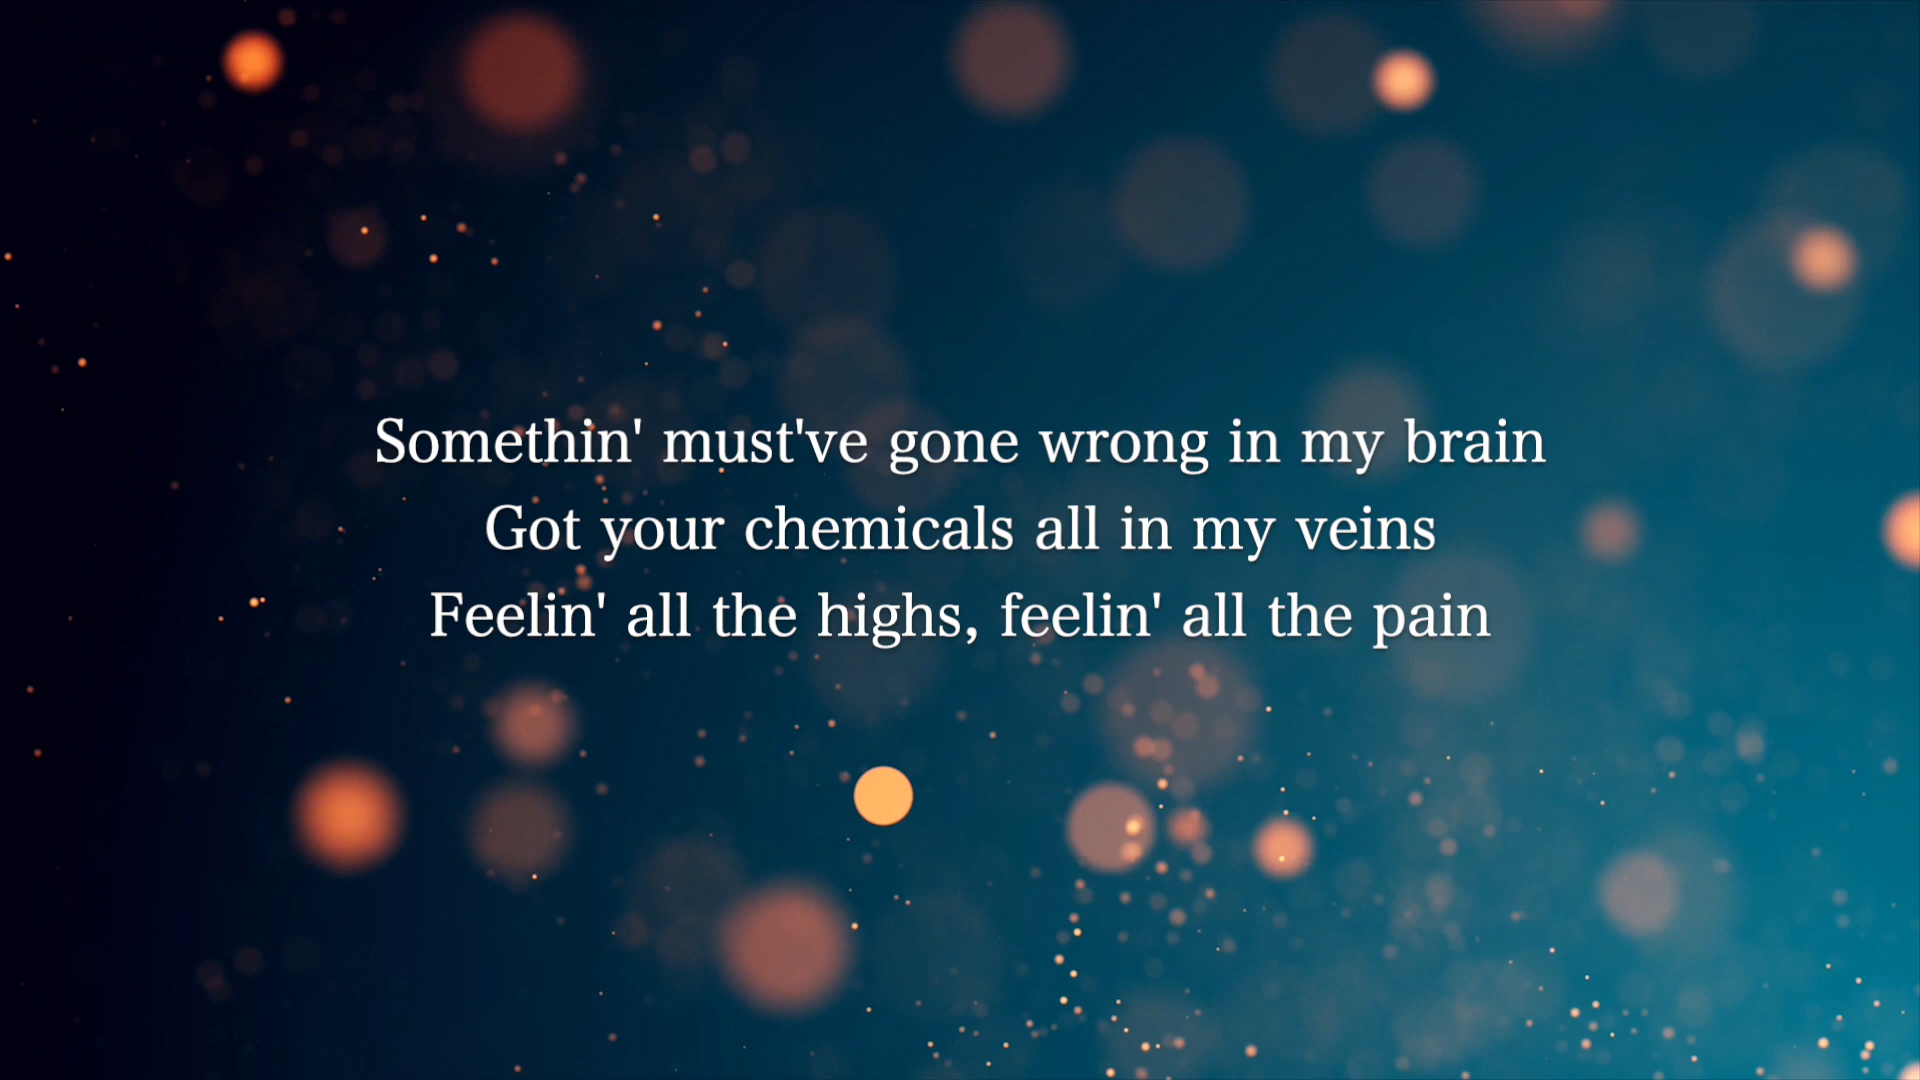 Somethin' must've gone wrong in my brain
Got your chemicals all in my veins
Feelin' all the highs, feelin' all the pain